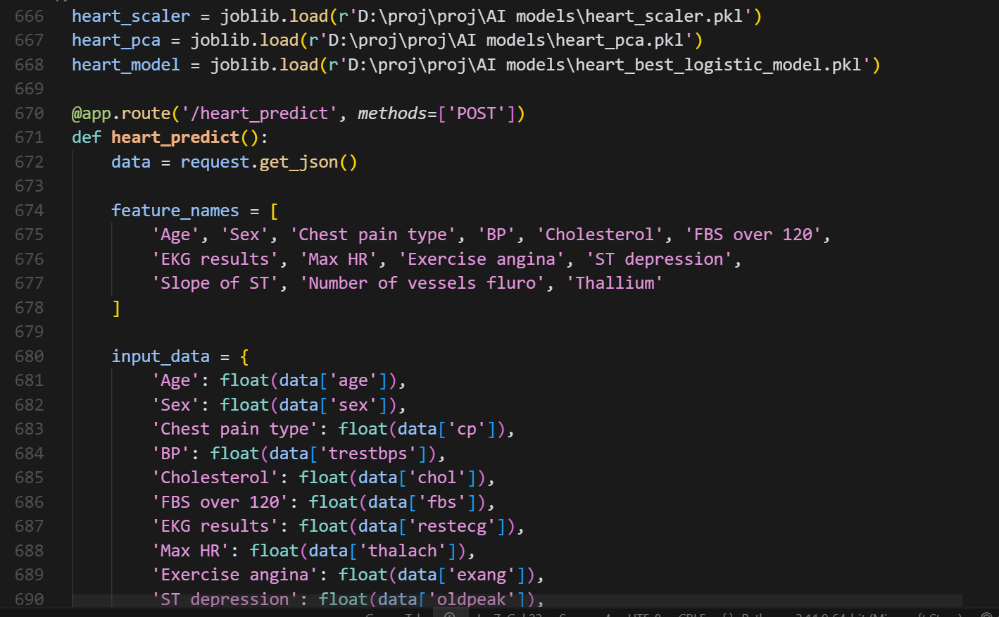 666 heart_scaler = joblib.load(r'D:\proj\proj\AI models\heart_scaler.pkl')
667 heart_pca = joblib.load(r'D:\proj\proj\AI models\heart_pca.pkl')
668 heart_model = joblib.load(r'D:\proj\proj\AI models\heart_best_logistic_model.pkl')
669
670 @app.route('/heart_predict', methods=['POST'])
671 def heart_predict():
672     data = request.get_json()
673
674     feature_names = [
675         'Age', 'Sex', 'Chest pain type', 'BP', 'Cholesterol', 'FBS over 120',
676         'EKG results', 'Max HR', 'Exercise angina', 'ST depression',
677         'Slope of ST', 'Number of vessels fluro', 'Thallium'
678     ]
679
680     input_data = {
681         'Age': float(data['age']),
682         'Sex': float(data['sex']),
683         'Chest pain type': float(data['cp']),
684         'BP': float(data['trestbps']),
685         'Cholesterol': float(data['chol']),
686         'FBS over 120': float(data['fbs']),
687         'EKG results': float(data['restecg']),
688         'Max HR': float(data['thalach']),
689         'Exercise angina': float(data['exang']),
690         'ST depression': float(data['oldpeak']),